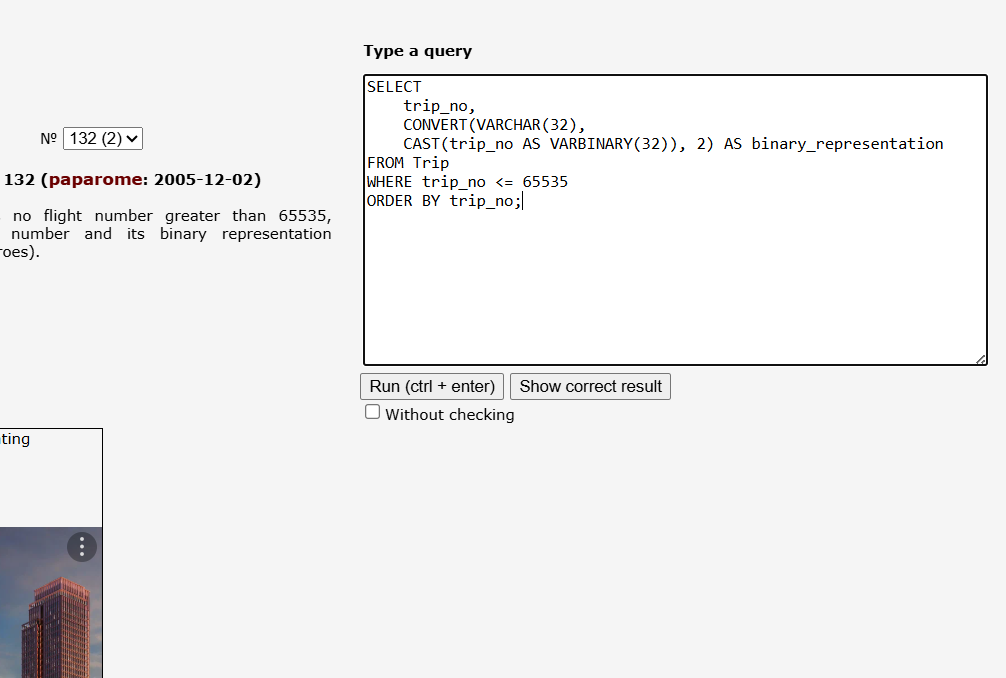 Type a query
SELECT
trip_no,
CONVERT(VARCHAR(32),
CAST(trip_no AS VARBINARY(32)), 2) AS binary_representation
FROM Trip
WHERE trip_no <= 65535
ORDER BY trip_no;
Nº 132 (2)
132 (paparome: 2005-12-02)
no flight number greater than 65535,
number and its binary representation
roes).
Run (ctrl + enter) Show correct result
Without checking
ting